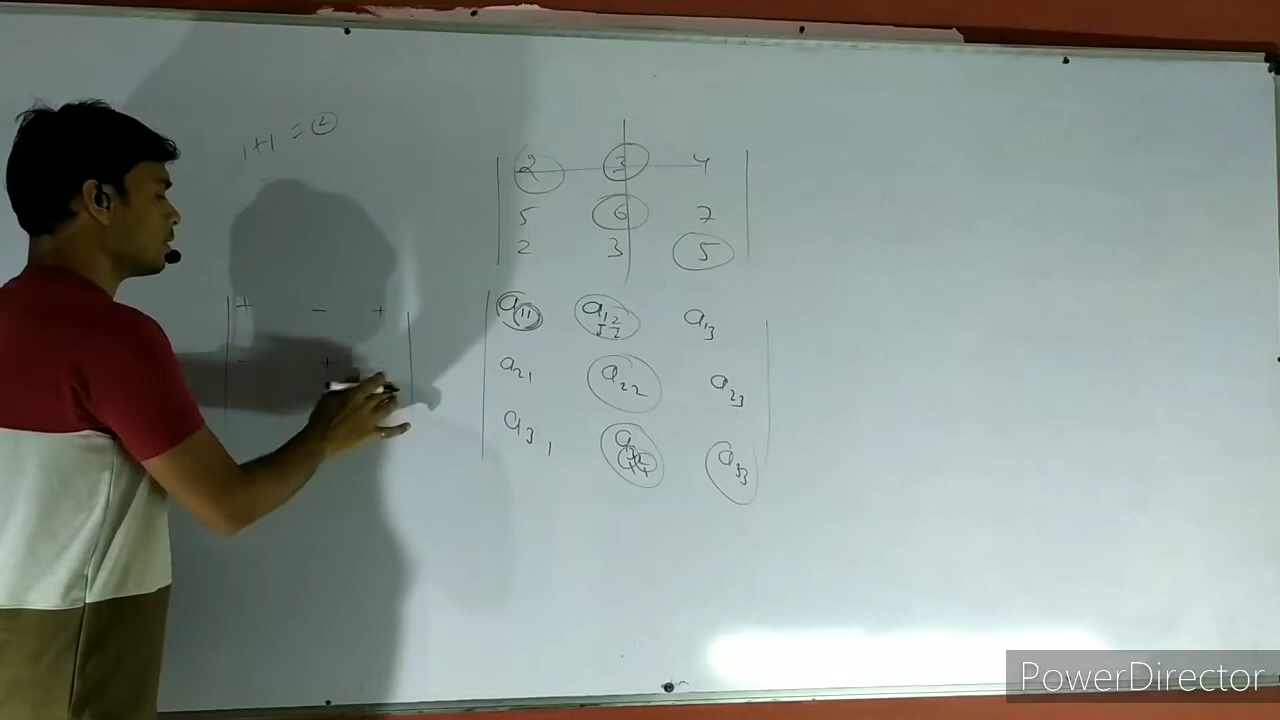 1+1 = 2
2 3 4
5 6 7
2 3 5
+ - +
- +
a11 a12 a13
a21 a22 a23
a31 a33
PowerDirector